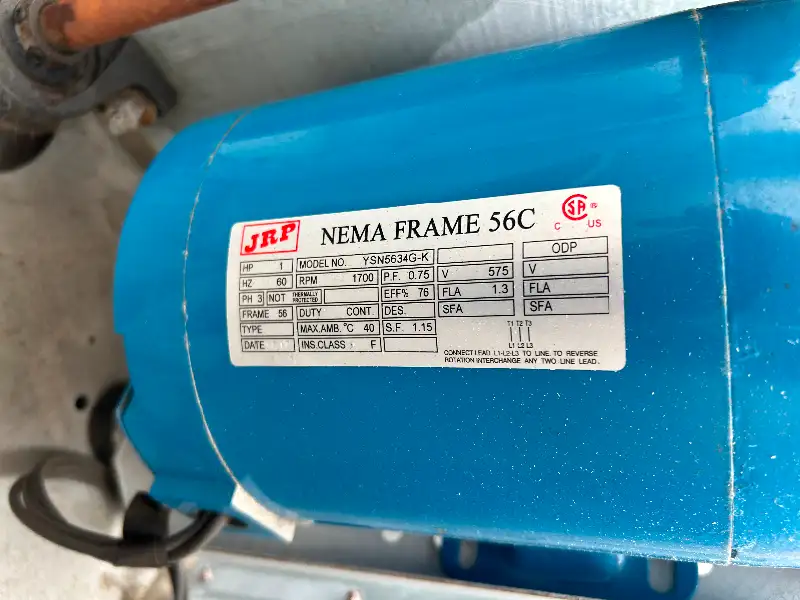 JRP NEMA FRAME 56C CSA ® C US
HP 1 MODEL NO. YSN5634G-K ODP
HZ 60 RPM 1700 P.F. 0.75 V 575 V
PH 3 NOT THERMALLY PROTECTED EFF% 76 FLA 1.3 FLA
FRAME 56 DUTY CONT DES. SFA SFA
TYPE MAX.AMB.°C 40 S.F. 1.15
DATE INS.CLASS F
T1 T2 T3
L1 L2 L3
CONNECT LEAD L1-L2-L3 TO LINE TO REVERSE
ROTATION INTERCHANGE ANY TWO LINE LEAD.